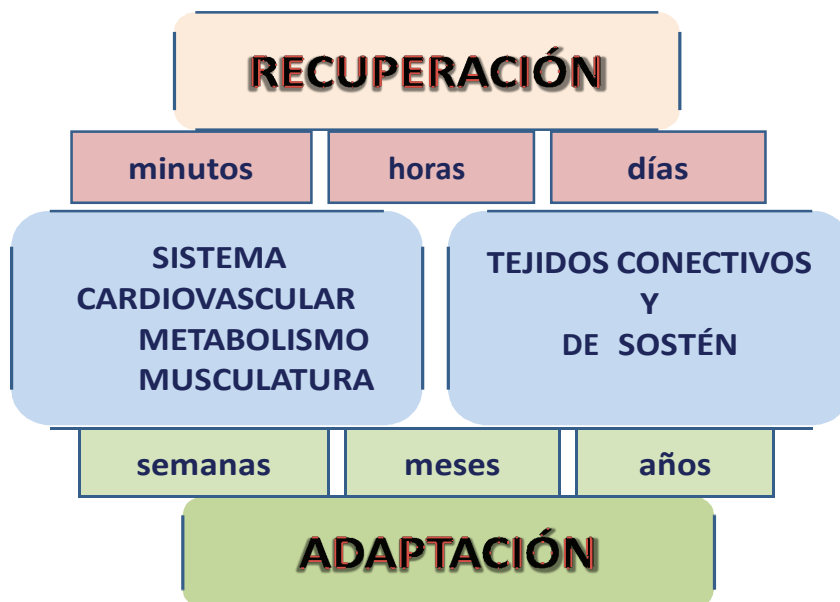 RECUPERACIÓN
minutos horas días
SISTEMA
CARDIOVASCULAR
METABOLISMO
MUSCULATURA
TEJIDOS CONECTIVOS
Y
DE SOSTÉN
semanas meses años
ADAPTACIÓN